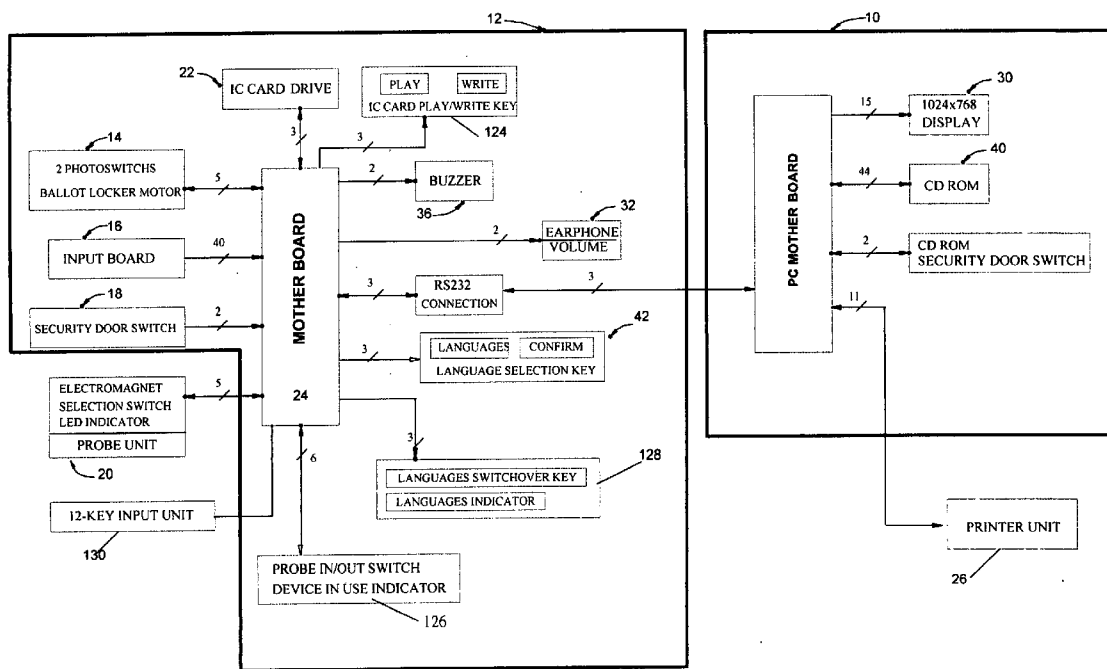 12
10
22
IC CARD DRIVE
3
PLAY
WRITE
IC CARD PLAY/WRITE KEY
124
3
14
2 PHOTOSWITCHS
BALLOT LOCKER MOTOR
5
16
INPUT BOARD
40
18
SECURITY DOOR SWITCH
2
MOTHER BOARD
24
2
BUZZER
36
32
2
EARPHONE
VOLUME
3
RS232
CONNECTION
3
42
3
LANGUAGES
CONFIRM
LANGUAGE SELECTION KEY
ELECTROMAGNET
SELECTION SWITCH
LED INDICATOR
PROBE UNIT
5
20
12-KEY INPUT UNIT
130
6
3
128
LANGUAGES SWITCHOVER KEY
LANGUAGES INDICATOR
PROBE IN/OUT SWITCH
DEVICE IN USE INDICATOR
126
PC MOTHER BOARD
15
30
1024x768
DISPLAY
44
40
CD ROM
2
CD ROM
SECURITY DOOR SWITCH
11
PRINTER UNIT
26